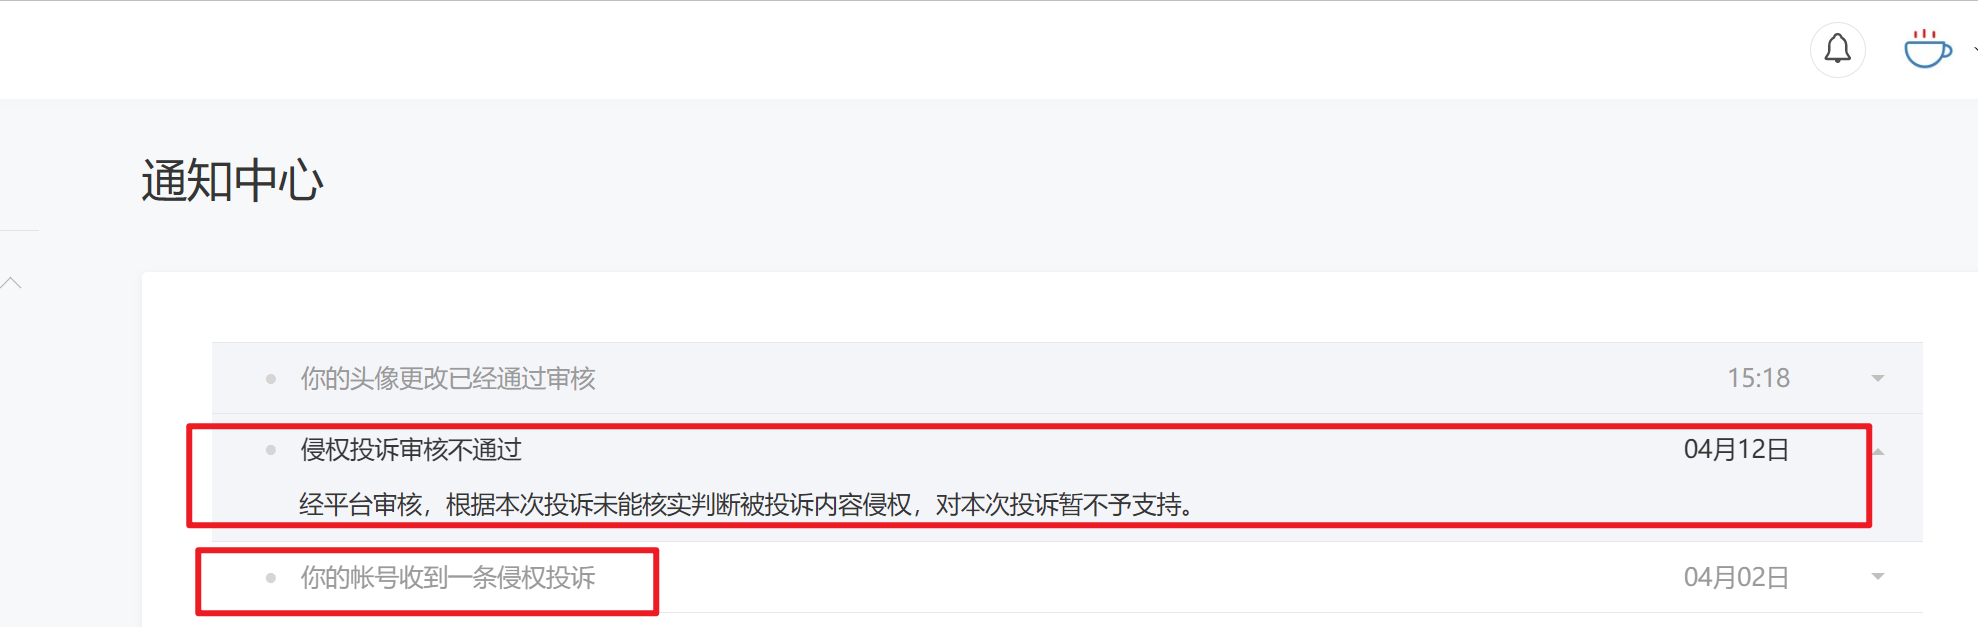 通知中心
你的头像更改已经通过审核 15:18
侵权投诉审核不通过 04月12日
经平台审核，根据本次投诉未能核实判断被投诉内容侵权，对本次投诉暂不予支持。
你的帐号收到一条侵权投诉 04月02日